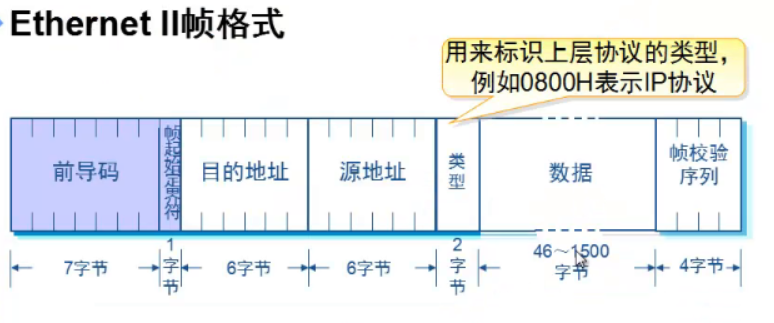 Ethernet II帧格式
用来标识上层协议的类型，
例如0800H表示IP协议
前导码
帧起始定界符
目的地址
源地址
类型
数据
帧校验
序列
7字节
1字节
6字节
6字节
2字节
46～1500
字节
4字节